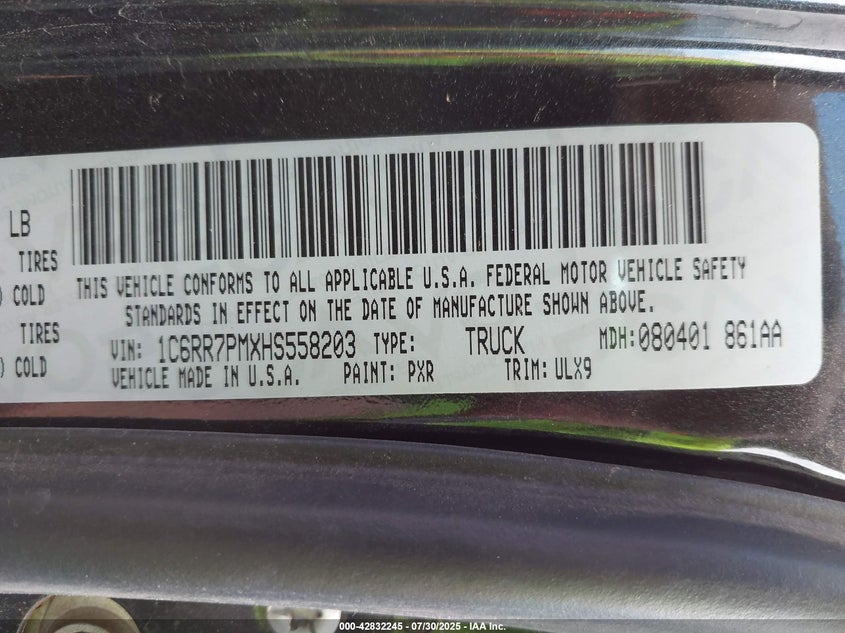 LB
TIRES
) COLD
TIRES
) COLD
THIS VEHICLE CONFORMS TO ALL APPLICABLE U.S.A. FEDERAL MOTOR VEHICLE SAFETY
STANDARDS IN EFFECT ON THE DATE OF MANUFACTURE SHOWN ABOVE.
VIN: 1C6RR7PMXHS558203 TYPE: TRUCK MDH:080401 861AA
VEHICLE MADE IN U.S.A. PAINT: PXR TRIM:ULX9
000-42832245 - 07/30/2025 - IAA Inc.